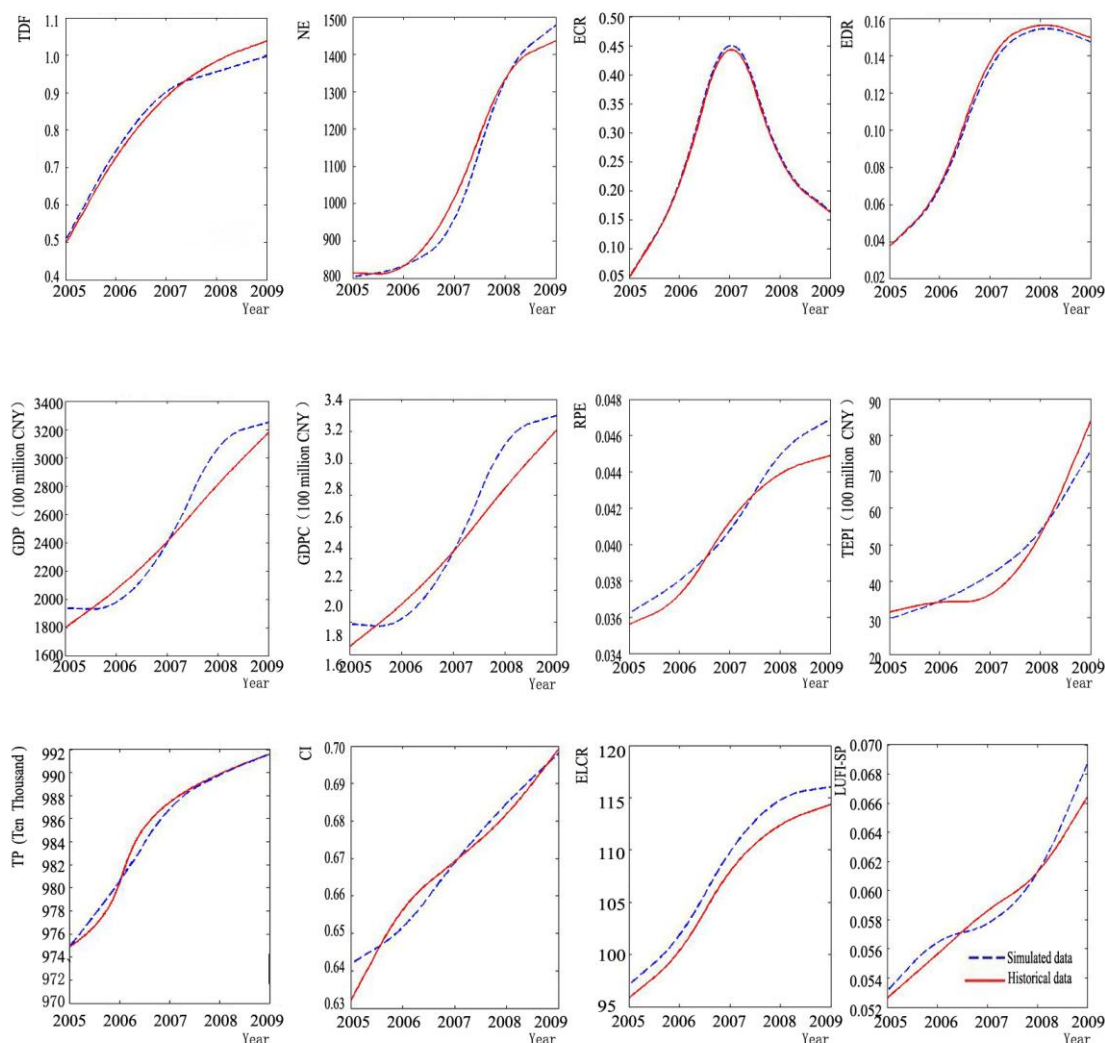 TDF
1.1
1.0
0.9
0.8
0.7
0.6
0.5
0.4
2005 2006 2007 2008 2009
Year
NE
1500
1400
1300
1200
1100
1000
900
800
2005 2006 2007 2008 2009
Year
ECR
0.50
0.45
0.40
0.35
0.30
0.25
0.20
0.15
0.10
0.05
2005 2006 2007 2008 2009
Year
EDR
0.16
0.14
0.12
0.10
0.08
0.06
0.04
0.02
2005 2006 2007 2008 2009
Year
GDP (100 million CNY)
3400
3200
3000
2800
2600
2400
2200
2000
1800
1600
2005 2006 2007 2008 2009
Year
GDPC (100 million CNY)
3.4
3.2
3.0
2.8
2.6
2.4
2.2
2.0
1.8
1.6
2005 2006 2007 2008 2009
Year
RPE
0.048
0.046
0.044
0.042
0.040
0.038
0.036
0.034
2005 2006 2007 2008 2009
Year
TEPI (100 million CNY)
90
80
70
60
50
40
30
20
2005 2006 2007 2008 2009
Year
TP (Ten Thousand)
992
990
988
986
984
982
980
978
976
974
972
970
2005 2006 2007 2008 2009
Year
CI
0.70
0.69
0.68
0.67
0.66
0.65
0.64
0.63
2005 2006 2007 2008 2009
Year
ELCR
120
115
110
105
100
95
2005 2006 2007 2008 2009
Year
LUFI-SP
0.070
0.068
0.066
0.064
0.062
0.060
0.058
0.056
0.054
0.052
Simulated data
Historical data
2005 2006 2007 2008 2009
Year